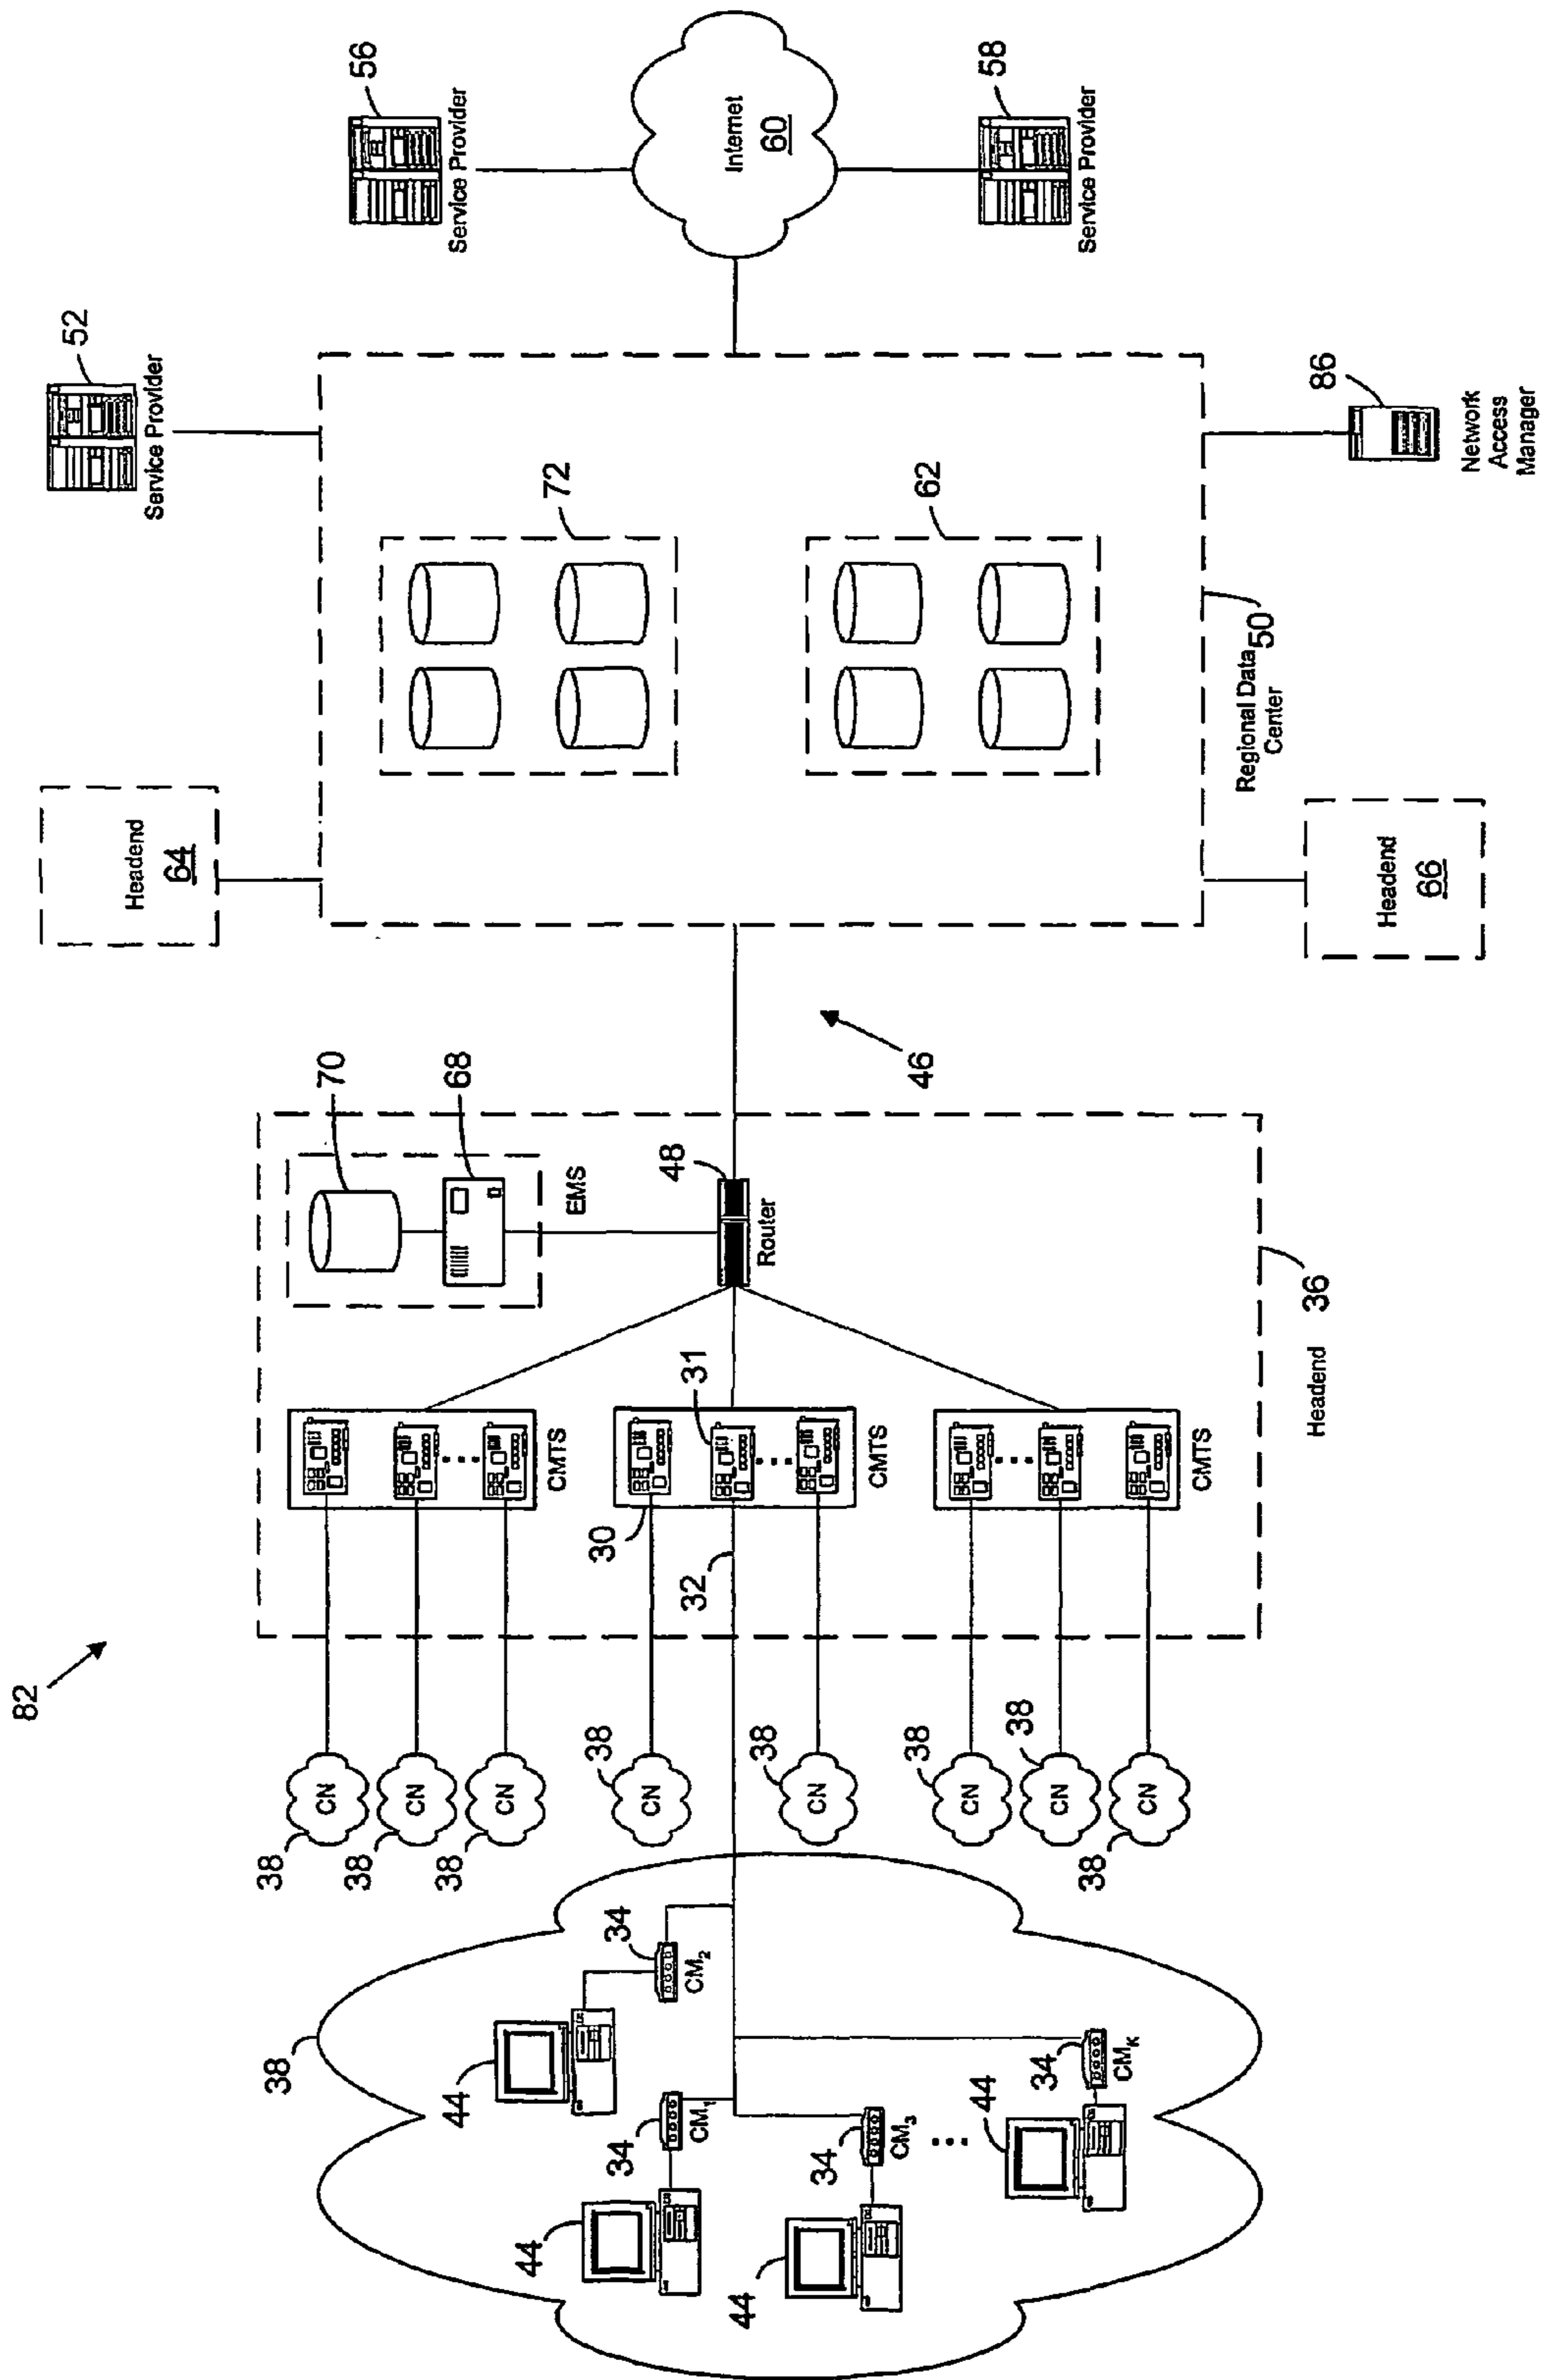 82
52
Service Provider
56
Service Provider
Internet
60
58
Service Provider
Headend
64
72
62
Regional Data
Center
50
86
Network
Access
Manager
Headend
66
46
70
68
EMS
48
Router
36
Headend
CMTS
31
30
CMTS
32
CMTS
CN
38
CN
38
CN
38
CN
38
CN
38
CN
38
CN
38
CN
38
38
44
34
CM2
44
34
CM1
44
34
CM3
44
34
CMK